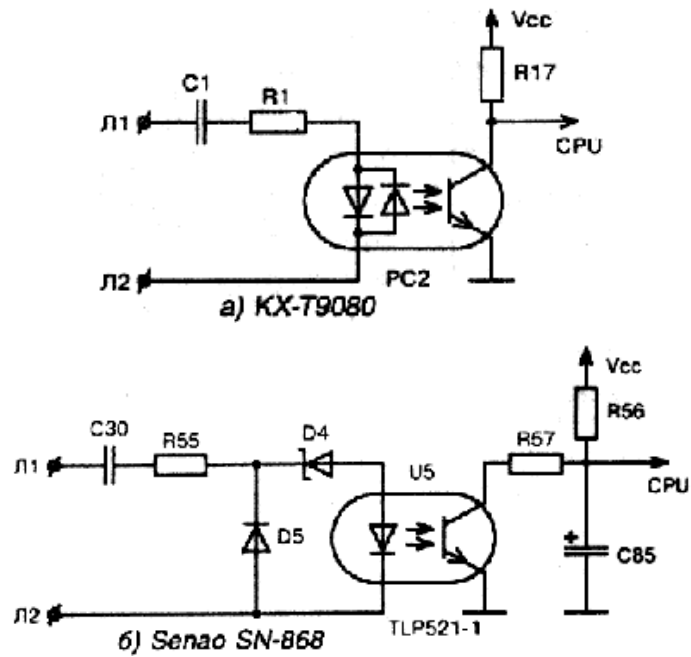 Vcc
R17
C1
R1
Л1
CPU
Л2
PC2
а) KX-T9080
Vcc
R56
C30
R55
D4
U5
R57
Л1
CPU
D5
+
C85
Л2
TLP521-1
б) Senao SN-868